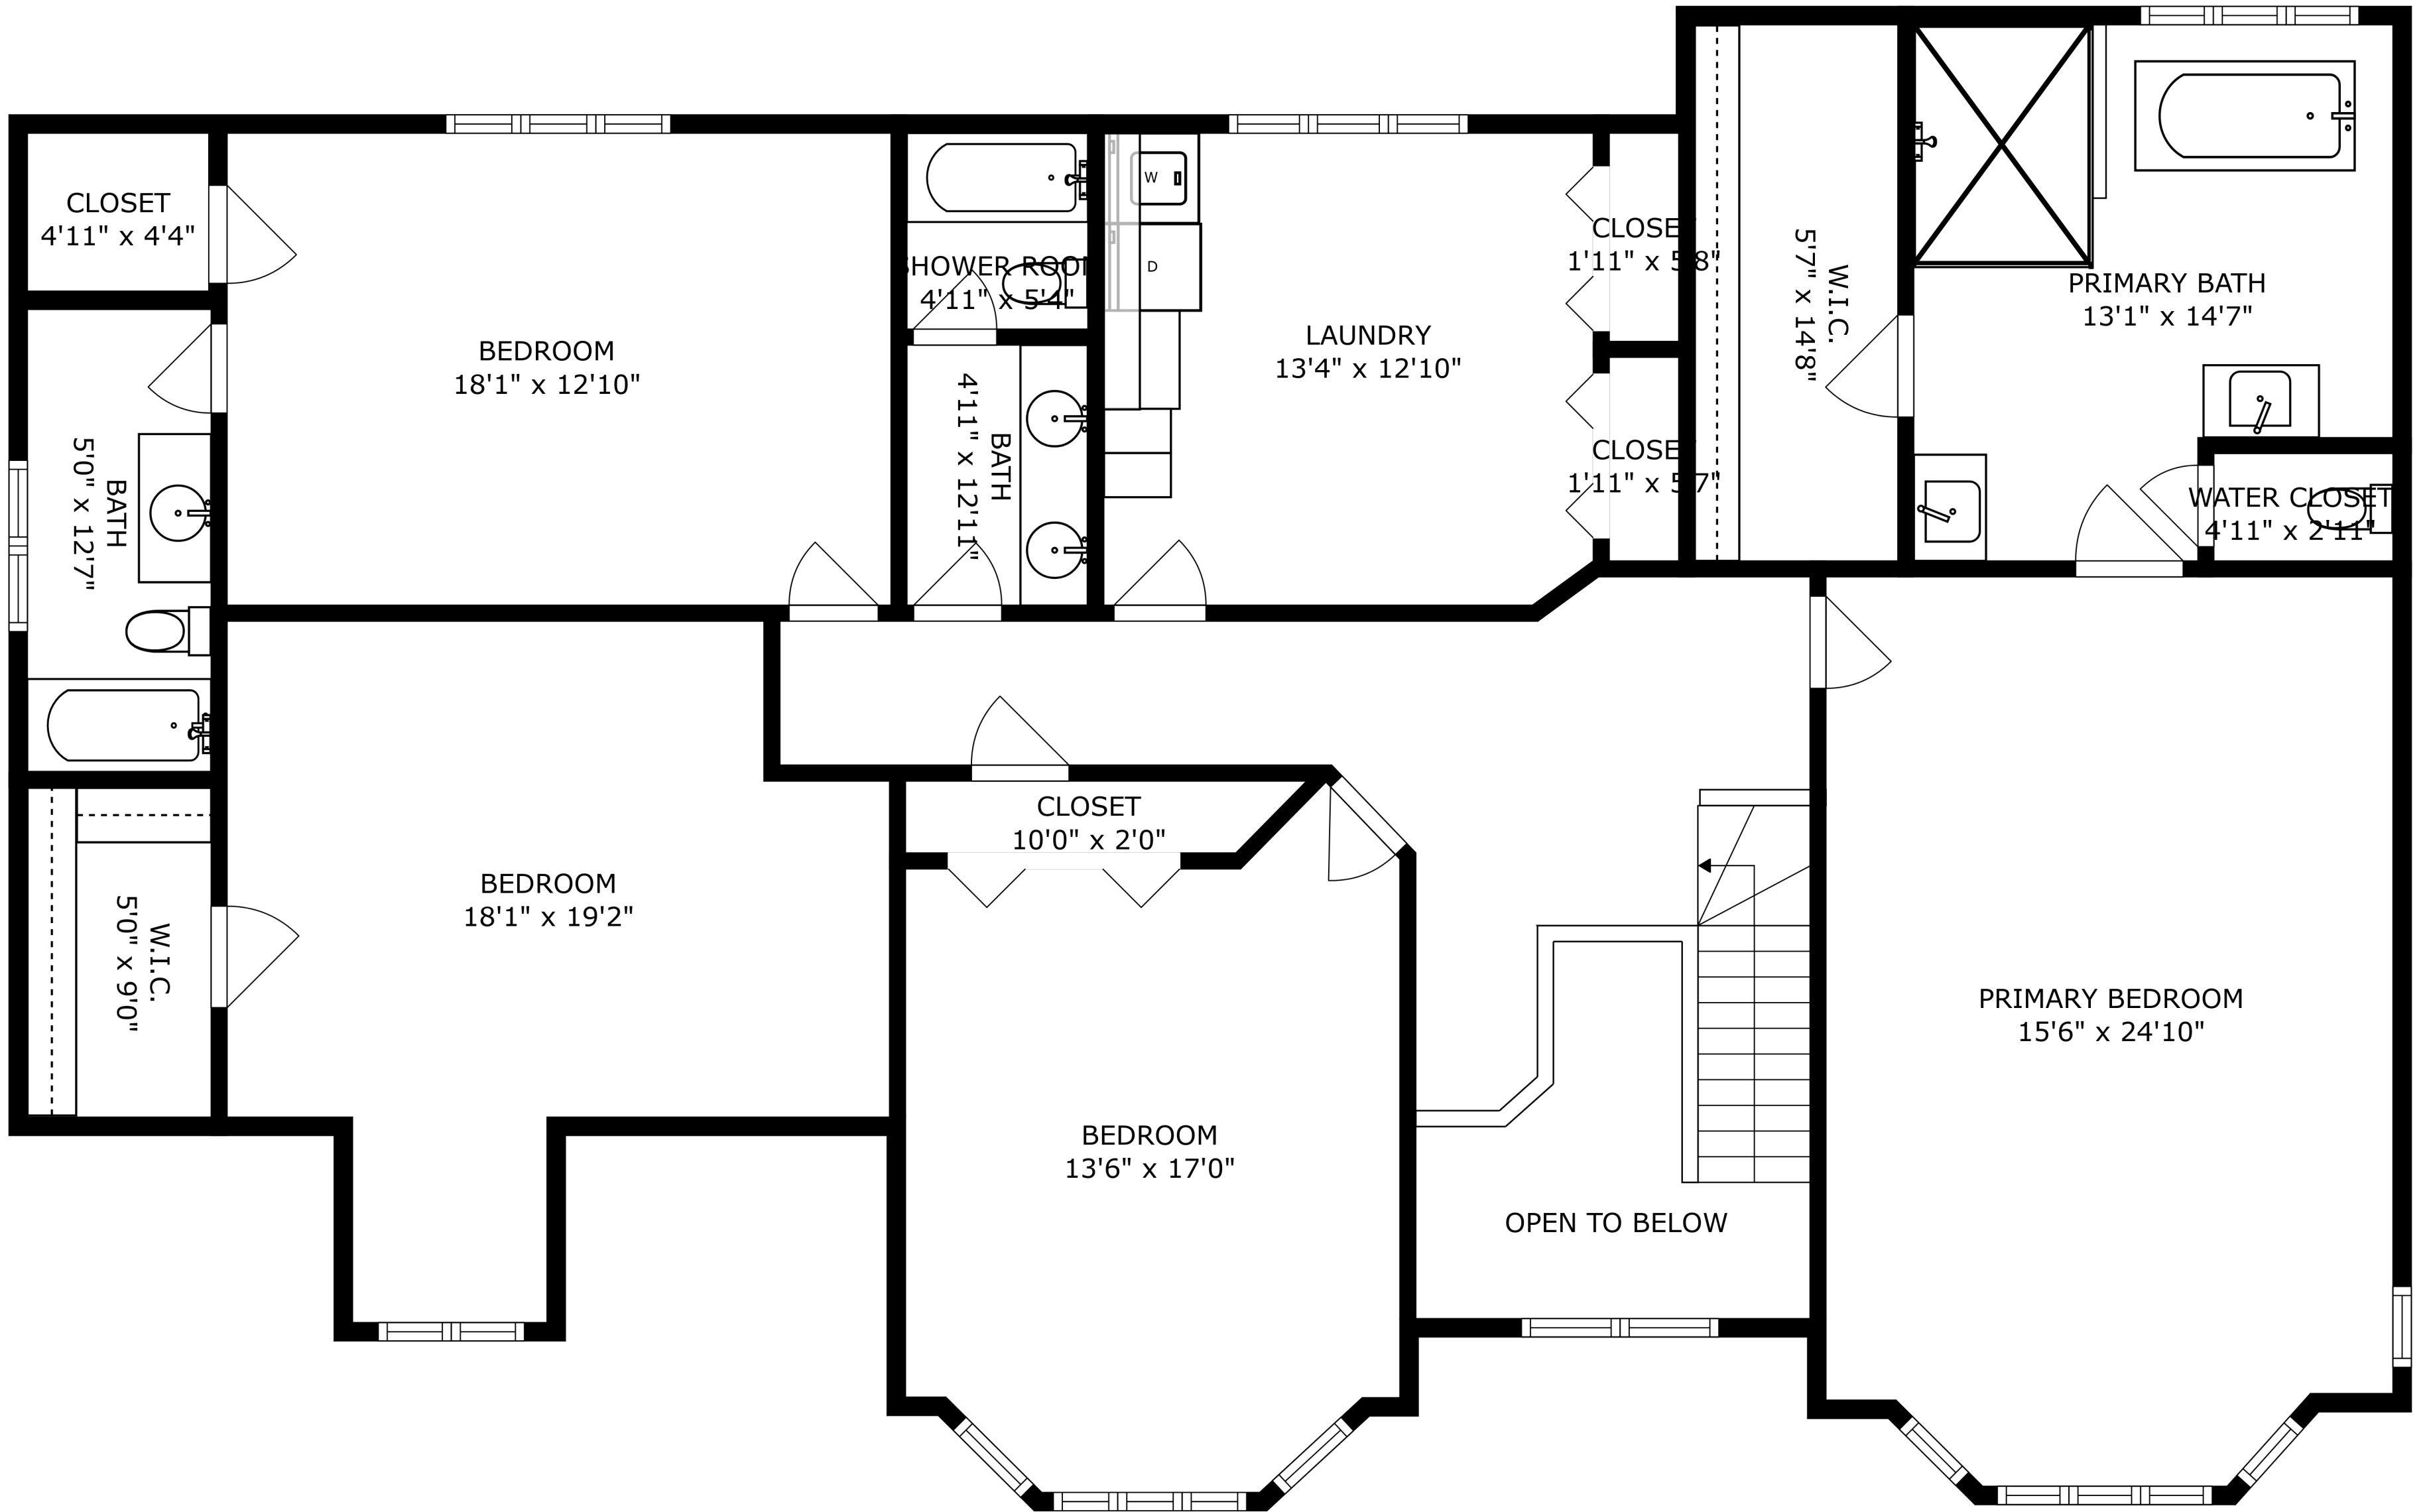 CLOSET
4'11" x 4'4"
BATH
5'0" x 12'7"
W.I.C.
5'0" x 9'0"
BEDROOM
18'1" x 12'10"
BEDROOM
18'1" x 19'2"
SHOWER ROOM
4'11" x 5'4"
BATH
4'11" x 12'11"
W
D
LAUNDRY
13'4" x 12'10"
CLOSET
1'11" x 5'8"
CLOSET
1'11" x 5'7"
W.I.C.
5'7" x 14'8"
PRIMARY BATH
13'1" x 14'7"
WATER CLOSET
4'11" x 2'11"
CLOSET
10'0" x 2'0"
BEDROOM
13'6" x 17'0"
OPEN TO BELOW
PRIMARY BEDROOM
15'6" x 24'10"